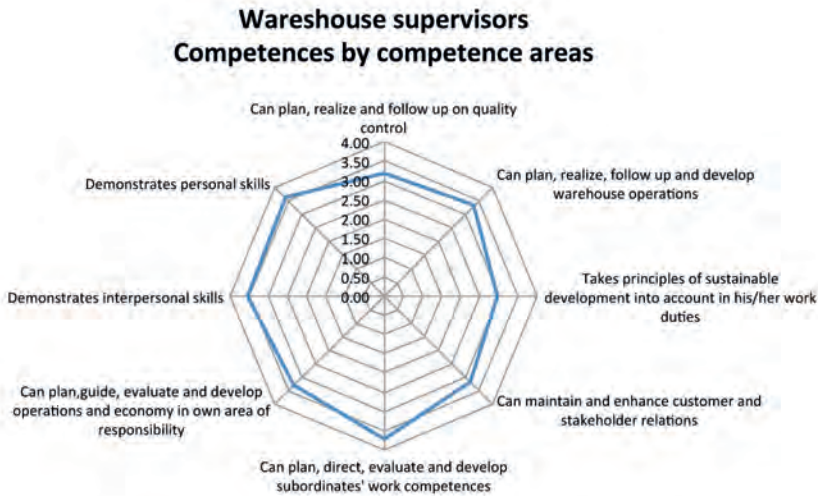 Wareshouse supervisors
Competences by competence areas
Can plan, realize and follow up on quality
control
4.00
3.50
3.00
2.50
2.00
1.50
1.00
0.50
0.00
Can plan, realize, follow up and develop
warehouse operations
Takes principles of sustainable
development into account in his/her work
duties
Can maintain and enhance customer and
stakeholder relations
Can plan, direct, evaluate and develop
subordinates' work competences
Can plan,guide, evaluate and develop
operations and economy in own area of
responsibility
Demonstrates interpersonal skills
Demonstrates personal skills